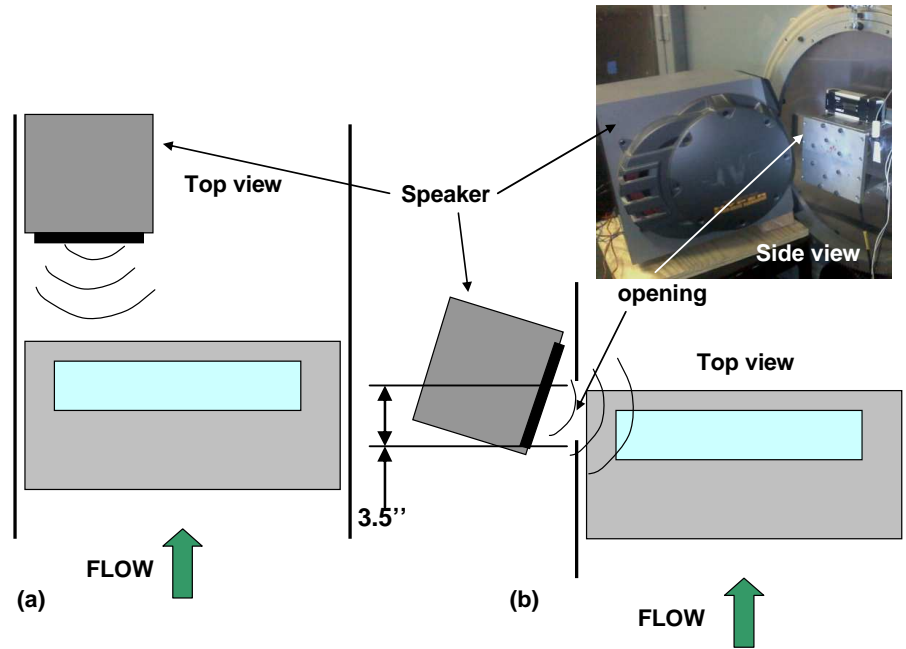 Top view
Speaker
Side view
opening
Top view
3.5’’
FLOW
(a)
(b)
FLOW